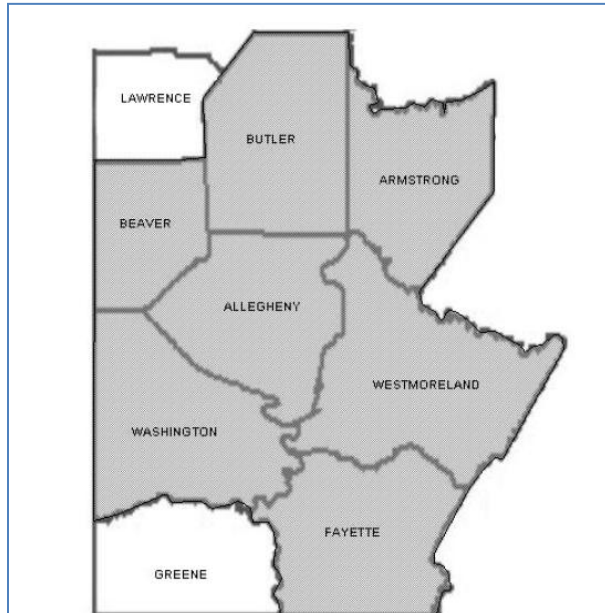 LAWRENCE
BUTLER
ARMSTRONG
BEAVER
ALLEGHENY
WESTMORELAND
WASHINGTON
FAYETTE
GREENE